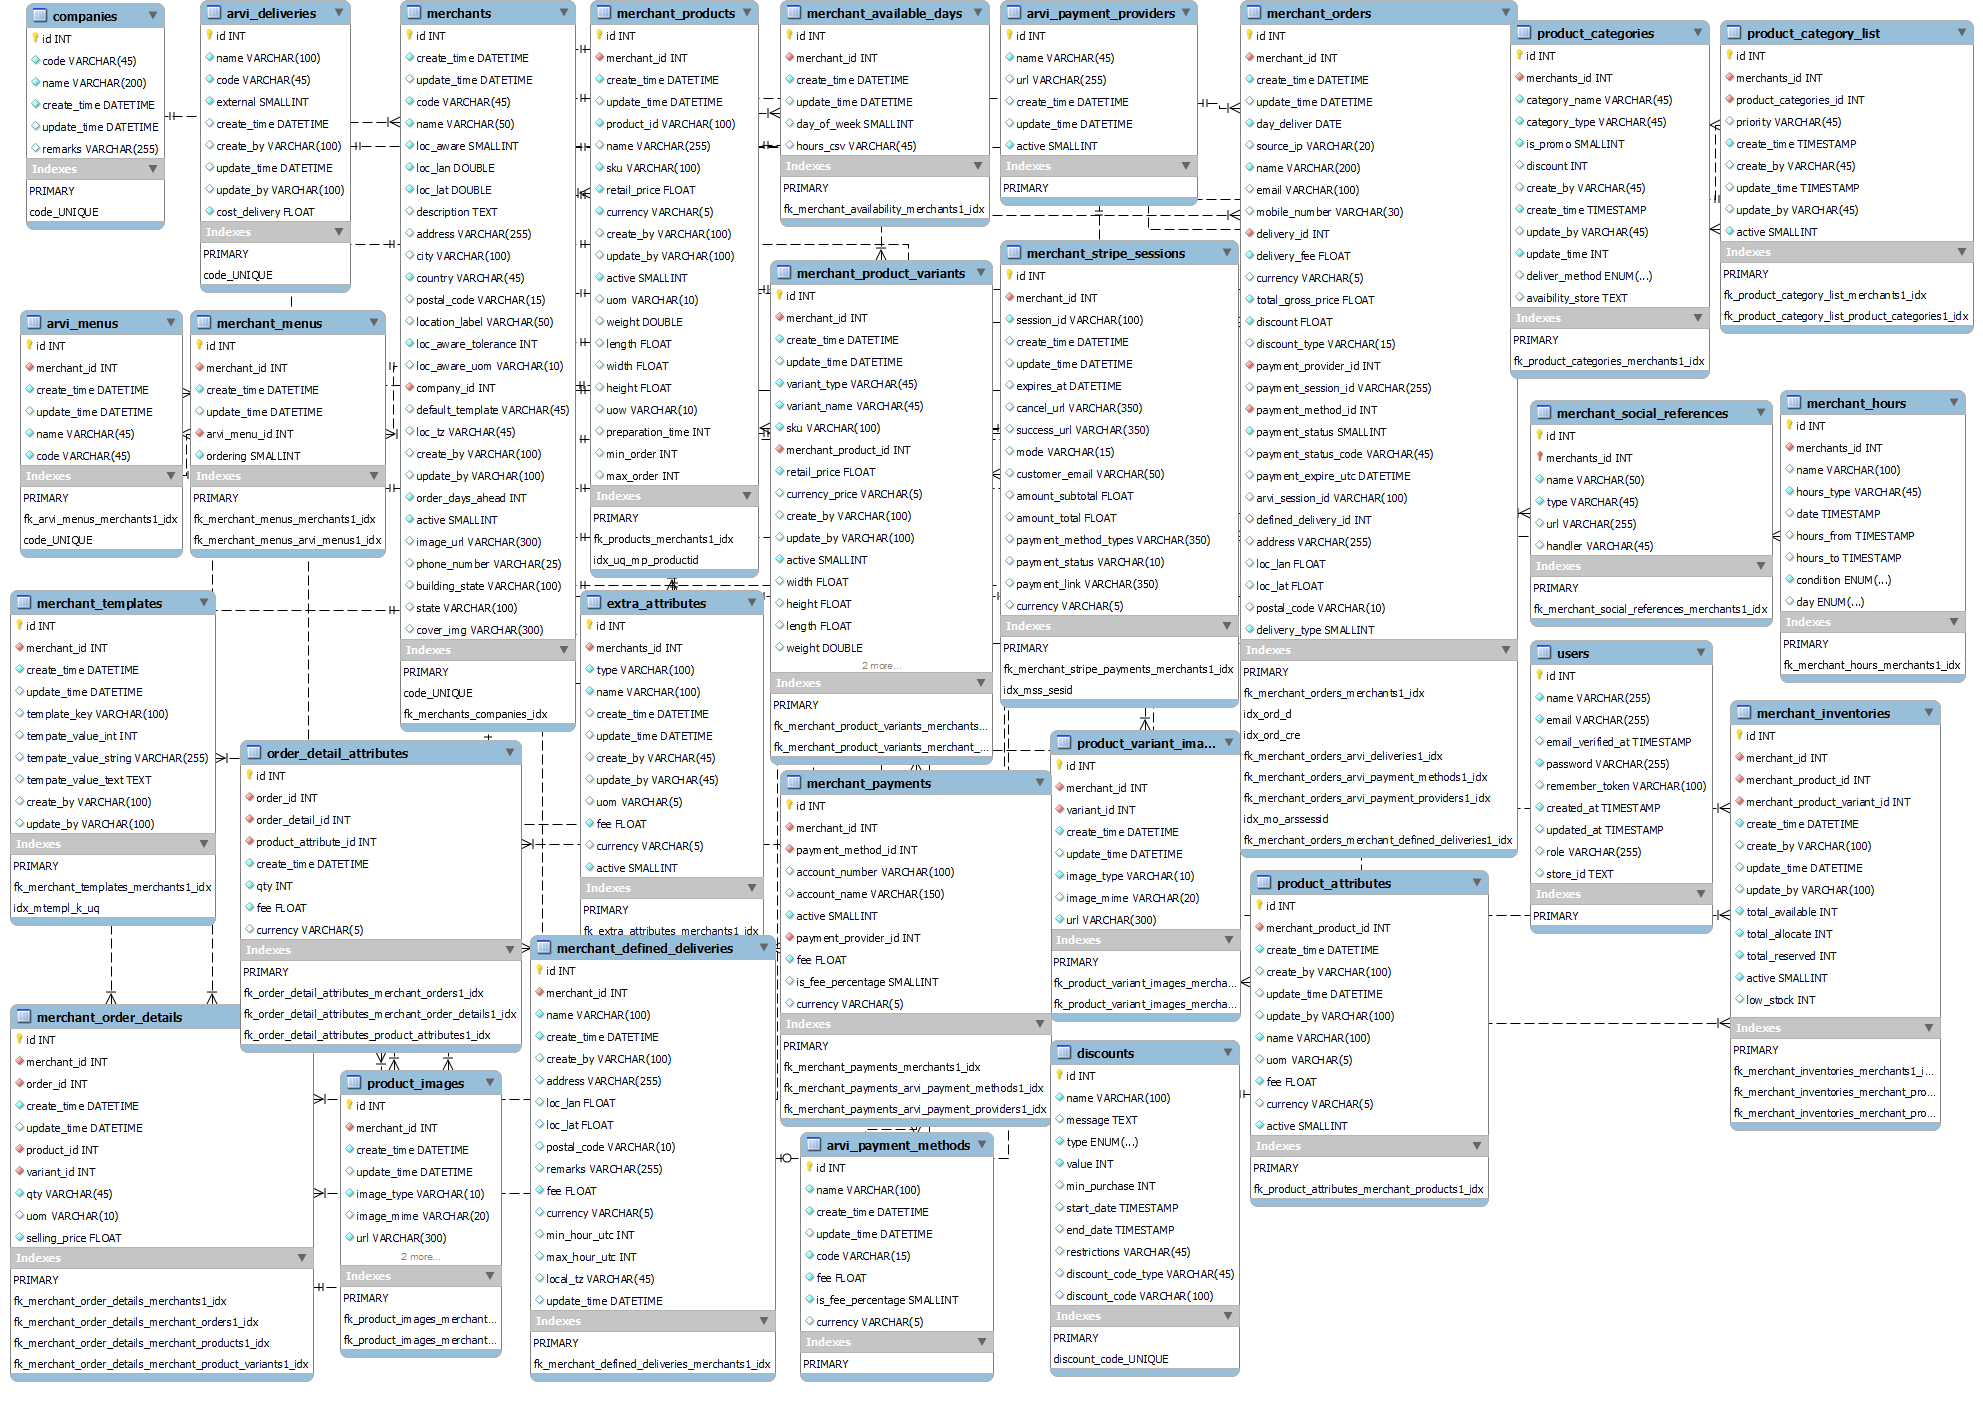 companies
id INT
code VARCHAR(45)
name VARCHAR(200)
create_time DATETIME
update_time DATETIME
remarks VARCHAR(255)
Indexes
PRIMARY
code_UNIQUE
arvi_deliveries
id INT
name VARCHAR(100)
code VARCHAR(45)
external SMALLINT
create_time DATETIME
create_by VARCHAR(100)
update_time DATETIME
update_by VARCHAR(100)
cost_delivery FLOAT
Indexes
PRIMARY
code_UNIQUE
merchants
id INT
create_time DATETIME
update_time DATETIME
code VARCHAR(45)
name VARCHAR(50)
loc_aware SMALLINT
loc_lan DOUBLE
loc_lat DOUBLE
description TEXT
address VARCHAR(255)
city VARCHAR(100)
country VARCHAR(45)
postal_code VARCHAR(15)
location_label VARCHAR(50)
loc_aware_tolerance INT
loc_aware_uom VARCHAR(10)
company_id INT
default_template VARCHAR(45)
loc_tz VARCHAR(45)
create_by VARCHAR(100)
update_by VARCHAR(100)
order_days_ahead INT
active SMALLINT
image_url VARCHAR(300)
phone_number VARCHAR(25)
building_state VARCHAR(100)
state VARCHAR(100)
cover_img VARCHAR(300)
Indexes
PRIMARY
code_UNIQUE
fk_merchants_companies_idx
merchant_products
id INT
merchant_id INT
create_time DATETIME
update_time DATETIME
product_id VARCHAR(100)
name VARCHAR(255)
sku VARCHAR(100)
retail_price FLOAT
currency VARCHAR(5)
create_by VARCHAR(100)
update_by VARCHAR(100)
active SMALLINT
uom VARCHAR(10)
weight DOUBLE
length FLOAT
width FLOAT
height FLOAT
uow VARCHAR(10)
preparation_time INT
min_order INT
max_order INT
Indexes
PRIMARY
fk_products_merchants1_idx
idx_uq_mp_productid
merchant_available_days
id INT
merchant_id INT
create_time DATETIME
update_time DATETIME
day_of_week SMALLINT
hours_csv VARCHAR(45)
Indexes
PRIMARY
fk_merchant_availability_merchants1_idx
arvi_payment_providers
id INT
name VARCHAR(45)
url VARCHAR(255)
create_time DATETIME
update_time DATETIME
active SMALLINT
Indexes
PRIMARY
merchant_orders
id INT
merchant_id INT
create_time DATETIME
update_time DATETIME
day_deliver DATE
source_ip VARCHAR(20)
name VARCHAR(200)
email VARCHAR(100)
mobile_number VARCHAR(30)
delivery_id INT
delivery_fee FLOAT
currency VARCHAR(5)
total_gross_price FLOAT
discount FLOAT
discount_type VARCHAR(15)
payment_provider_id INT
payment_session_id VARCHAR(255)
payment_method_id INT
payment_status SMALLINT
payment_status_code VARCHAR(45)
payment_expire_utc DATETIME
arvi_session_id VARCHAR(100)
defined_delivery_id INT
address VARCHAR(255)
loc_lan FLOAT
loc_lat FLOAT
postal_code VARCHAR(10)
delivery_type SMALLINT
Indexes
PRIMARY
fk_merchant_orders_merchants1_idx
idx_ord_d
idx_ord_cre
fk_merchant_orders_arvi_deliveries1_idx
fk_merchant_orders_arvi_payment_methods1_idx
fk_merchant_orders_arvi_payment_providers1_idx
idx_mo_arssessid
fk_merchant_orders_merchant_defined_deliveries1_idx
product_categories
id INT
merchants_id INT
category_name VARCHAR(45)
category_type VARCHAR(45)
is_promo SMALLINT
discount INT
create_by VARCHAR(45)
create_time TIMESTAMP
update_by VARCHAR(45)
update_time INT
deliver_method ENUM(...)
avaibility_store TEXT
Indexes
PRIMARY
fk_product_categories_merchants1_idx
product_category_list
id INT
merchants_id INT
product_categories_id INT
priority VARCHAR(45)
create_time TIMESTAMP
create_by VARCHAR(45)
update_time TIMESTAMP
update_by VARCHAR(45)
active SMALLINT
Indexes
PRIMARY
fk_product_category_list_merchants1_idx
fk_product_category_list_product_categories1_idx
arvi_menus
id INT
merchant_id INT
create_time DATETIME
update_time DATETIME
name VARCHAR(45)
code VARCHAR(45)
Indexes
PRIMARY
fk_arvi_menus_merchants1_idx
code_UNIQUE
merchant_menus
id INT
merchant_id INT
create_time DATETIME
update_time DATETIME
arvi_menu_id INT
ordering SMALLINT
Indexes
PRIMARY
fk_merchant_menus_merchants1_idx
fk_merchant_menus_arvi_menus1_idx
merchant_product_variants
id INT
merchant_id INT
create_time DATETIME
update_time DATETIME
variant_type VARCHAR(45)
variant_name VARCHAR(45)
sku VARCHAR(100)
merchant_product_id INT
retail_price FLOAT
currency_price VARCHAR(5)
create_by VARCHAR(100)
update_by VARCHAR(100)
active SMALLINT
width FLOAT
height FLOAT
length FLOAT
weight DOUBLE
2 more...
Indexes
PRIMARY
fk_merchant_product_variants_merchants...
fk_merchant_product_variants_merchant_...
merchant_stripe_sessions
id INT
merchant_id INT
session_id VARCHAR(100)
create_time DATETIME
update_time DATETIME
expires_at DATETIME
cancel_url VARCHAR(350)
success_url VARCHAR(350)
mode VARCHAR(15)
customer_email VARCHAR(50)
amount_subtotal FLOAT
amount_total FLOAT
payment_method_types VARCHAR(350)
payment_status VARCHAR(10)
payment_link VARCHAR(350)
currency VARCHAR(5)
Indexes
PRIMARY
fk_merchant_stripe_payments_merchants1_idx
idx_mss_sesid
merchant_social_references
id INT
merchants_id INT
name VARCHAR(50)
type VARCHAR(45)
url VARCHAR(255)
handler VARCHAR(45)
Indexes
PRIMARY
fk_merchant_social_references_merchants1_idx
merchant_hours
id INT
merchants_id INT
name VARCHAR(100)
hours_type VARCHAR(45)
date TIMESTAMP
hours_from TIMESTAMP
hours_to TIMESTAMP
condition ENUM(...)
day ENUM(...)
Indexes
PRIMARY
fk_merchant_hours_merchants1_idx
merchant_templates
id INT
merchant_id INT
create_time DATETIME
update_time DATETIME
template_key VARCHAR(100)
tempate_value_int INT
tempate_value_string VARCHAR(255)
tempate_value_text TEXT
create_by VARCHAR(100)
update_by VARCHAR(100)
Indexes
PRIMARY
fk_merchant_templates_merchants1_idx
idx_mtempl_k_uq
extra_attributes
id INT
merchants_id INT
type VARCHAR(100)
name VARCHAR(100)
create_time DATETIME
update_time DATETIME
create_by VARCHAR(45)
update_by VARCHAR(45)
uom VARCHAR(5)
fee FLOAT
currency VARCHAR(5)
active SMALLINT
Indexes
PRIMARY
fk_extra_attributes_merchants1_idx
users
id INT
name VARCHAR(255)
email VARCHAR(255)
email_verified_at TIMESTAMP
password VARCHAR(255)
remember_token VARCHAR(100)
created_at TIMESTAMP
updated_at TIMESTAMP
role VARCHAR(255)
store_id TEXT
Indexes
PRIMARY
merchant_inventories
id INT
merchant_id INT
merchant_product_id INT
merchant_product_variant_id INT
create_time DATETIME
create_by VARCHAR(100)
update_time DATETIME
update_by VARCHAR(100)
total_available INT
total_allocate INT
total_reserved INT
active SMALLINT
low_stock INT
Indexes
PRIMARY
fk_merchant_inventories_merchants1_i...
fk_merchant_inventories_merchant_pro...
fk_merchant_inventories_merchant_pro...
order_detail_attributes
id INT
order_id INT
order_detail_id INT
product_attribute_id INT
create_time DATETIME
qty INT
fee FLOAT
currency VARCHAR(5)
Indexes
PRIMARY
fk_order_detail_attributes_merchant_orders1_idx
fk_order_detail_attributes_merchant_order_details1_idx
fk_order_detail_attributes_product_attributes1_idx
merchant_payments
id INT
merchant_id INT
payment_method_id INT
account_number VARCHAR(100)
account_name VARCHAR(150)
active SMALLINT
payment_provider_id INT
fee FLOAT
is_fee_percentage SMALLINT
currency VARCHAR(5)
Indexes
PRIMARY
fk_merchant_payments_merchants1_idx
fk_merchant_payments_arvi_payment_methods1_idx
fk_merchant_payments_arvi_payment_providers1_idx
product_variant_ima...
id INT
merchant_id INT
variant_id INT
create_time DATETIME
update_time DATETIME
image_type VARCHAR(10)
image_mime VARCHAR(20)
url VARCHAR(300)
Indexes
PRIMARY
fk_product_variant_images_mercha...
fk_product_variant_images_mercha...
product_attributes
id INT
merchant_product_id INT
create_time DATETIME
create_by VARCHAR(100)
update_time DATETIME
update_by VARCHAR(100)
name VARCHAR(100)
uom VARCHAR(5)
fee FLOAT
currency VARCHAR(5)
active SMALLINT
Indexes
PRIMARY
fk_product_attributes_merchant_products1_idx
merchant_order_details
id INT
merchant_id INT
order_id INT
create_time DATETIME
update_time DATETIME
product_id INT
variant_id INT
qty VARCHAR(45)
uom VARCHAR(10)
selling_price FLOAT
Indexes
PRIMARY
fk_merchant_order_details_merchants1_idx
fk_merchant_order_details_merchant_orders1_idx
fk_merchant_order_details_merchant_products1_idx
fk_merchant_order_details_merchant_product_variants1_idx
product_images
id INT
merchant_id INT
create_time DATETIME
update_time DATETIME
image_type VARCHAR(10)
image_mime VARCHAR(20)
url VARCHAR(300)
2 more...
Indexes
PRIMARY
fk_product_images_merchant...
fk_product_images_merchant...
merchant_defined_deliveries
id INT
merchant_id INT
name VARCHAR(100)
create_time DATETIME
create_by VARCHAR(100)
address VARCHAR(255)
loc_lan FLOAT
loc_lat FLOAT
postal_code VARCHAR(10)
remarks VARCHAR(255)
fee FLOAT
currency VARCHAR(5)
min_hour_utc INT
max_hour_utc INT
local_tz VARCHAR(45)
update_time DATETIME
Indexes
PRIMARY
fk_merchant_defined_deliveries_merchants1_idx
arvi_payment_methods
id INT
name VARCHAR(100)
create_time DATETIME
update_time DATETIME
code VARCHAR(15)
fee FLOAT
is_fee_percentage SMALLINT
currency VARCHAR(5)
Indexes
PRIMARY
discounts
id INT
name VARCHAR(100)
message TEXT
type ENUM(...)
value INT
min_purchase INT
start_date TIMESTAMP
end_date TIMESTAMP
restrictions VARCHAR(45)
discount_code_type VARCHAR(45)
discount_code VARCHAR(100)
Indexes
PRIMARY
discount_code_UNIQUE